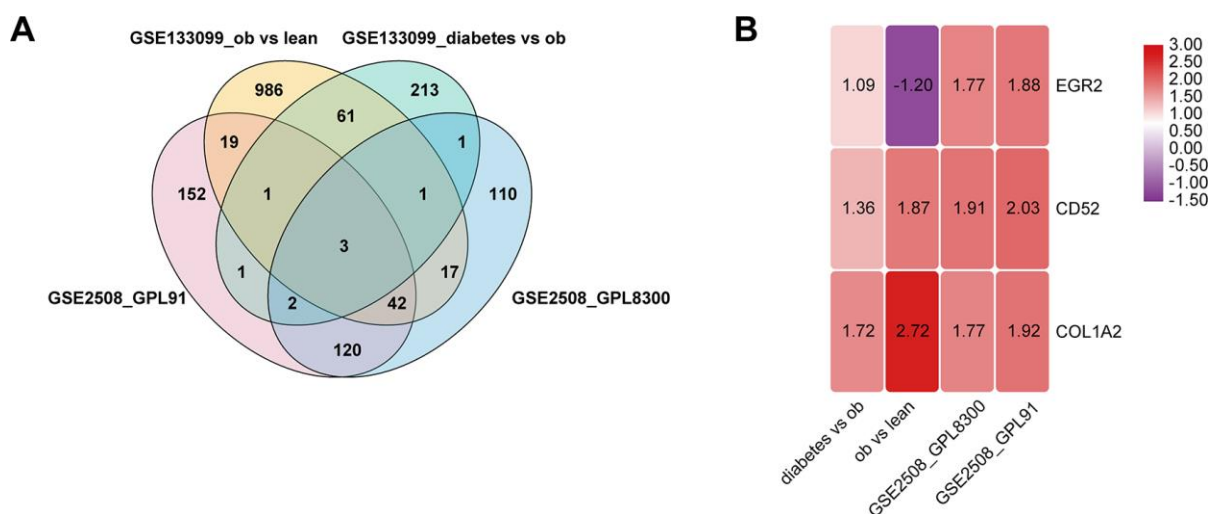 A
GSE133099_ob vs lean
GSE133099_diabetes vs ob
986
213
61
19
1
152
1
1
110
3
1
17
GSE2508_GPL91
2
42
GSE2508_GPL8300
120
B
1.09
-1.20
1.77
1.88
EGR2
1.36
1.87
1.91
2.03
CD52
1.72
2.72
1.77
1.92
COL1A2
diabetes vs ob
ob vs lean
GSE2508_GPL8300
GSE2508_GPL91
3.00
2.50
2.00
1.50
1.00
0.50
0.00
-0.50
-1.00
-1.50